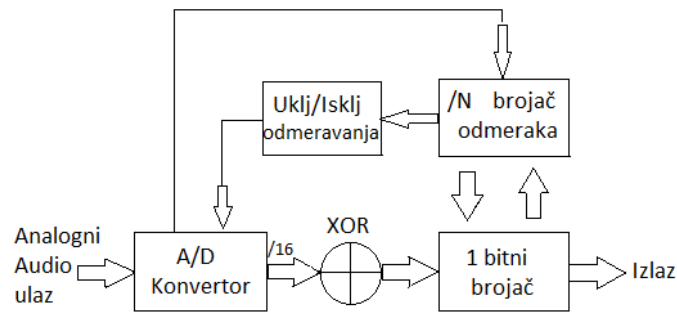 Uklj/Isklj
odmeravanja
/N brojač
odmeraka
Analogni
Audio
ulaz
A/D
Konvertor
/16
XOR
1 bitni
brojač
Izlaz